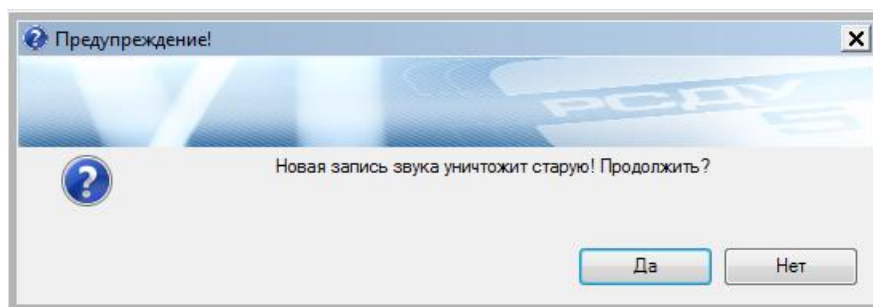 Предупреждение!
РСДУ
5
Новая запись звука уничтожит старую! Продолжить?
Да
Нет